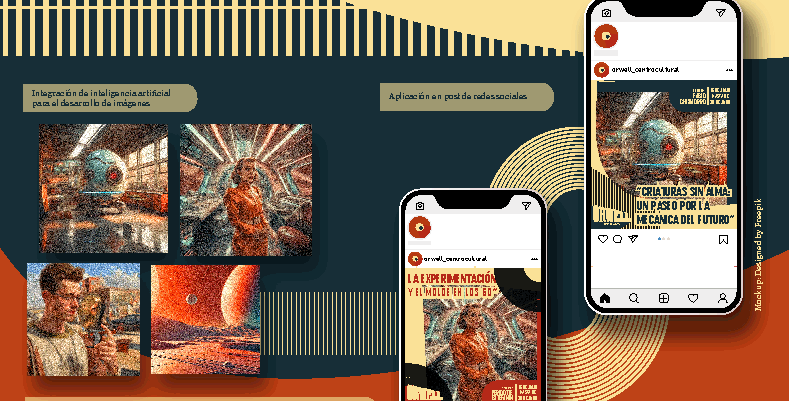 Integración de inteligencia artificial
para el desarrollo de imágenes
Aplicación en post de redes sociales
orwell_centrocultural
"CRIATURAS SIN ALMA:
UN PASEO POR LA
MECÁNICA DEL FUTURO"
orwell_centrocultural
LA EXPERIMENTACIÓN
Y EL MOLDE EN LOS 60"
Mockup: Designed by Freepik